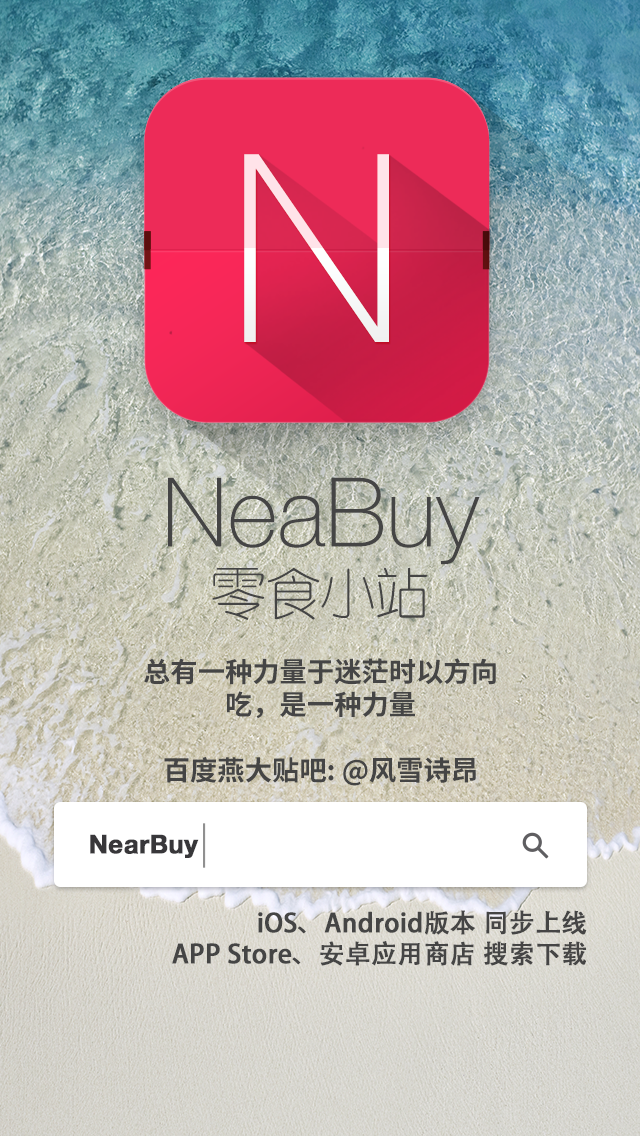 N
NeaBuy
零食小站
总有一种力量于迷茫时以方向
吃，是一种力量
百度燕大贴吧: @风雪诗昂
NearBuy
iOS、Android版本 同步上线
APP Store、安卓应用商店 搜索下载